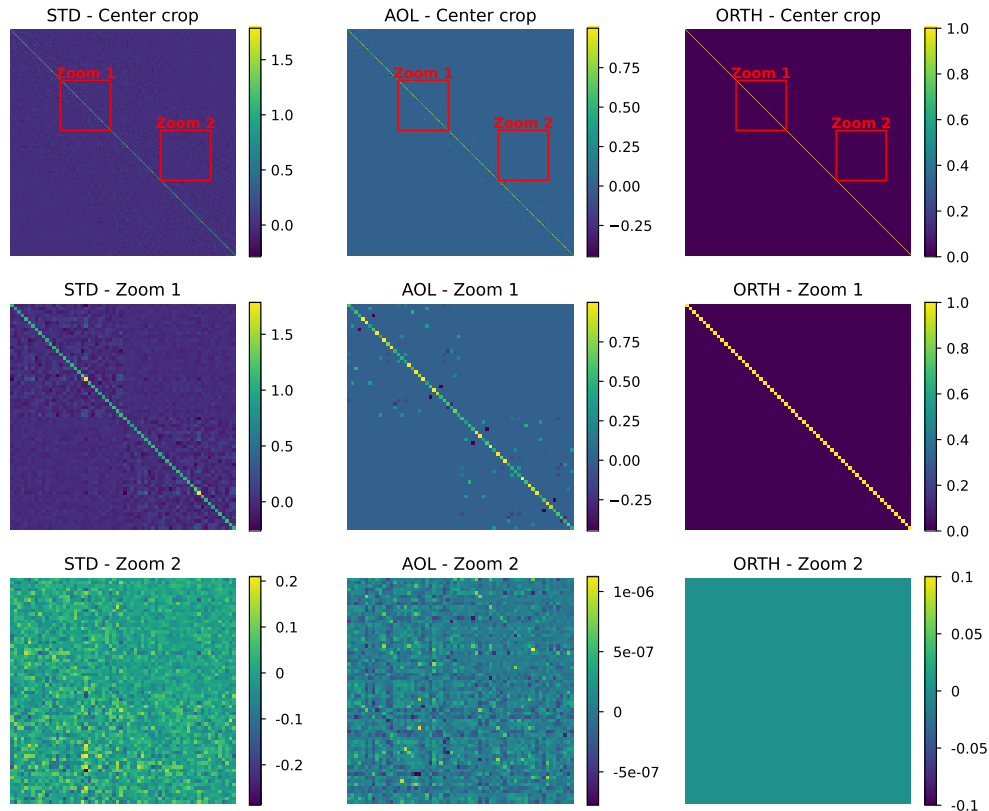 STD - Center crop
Zoom 1
Zoom 2
1.5
1.0
0.5
0.0
AOL - Center crop
Zoom 1
Zoom 2
0.75
0.50
0.25
0.00
−0.25
ORTH - Center crop
Zoom 1
Zoom 2
1.0
0.8
0.6
0.4
0.2
0.0
STD - Zoom 1
1.5
1.0
0.5
0.0
AOL - Zoom 1
0.75
0.50
0.25
0.00
−0.25
ORTH - Zoom 1
1.0
0.8
0.6
0.4
0.2
0.0
STD - Zoom 2
0.2
0.1
0
-0.1
-0.2
AOL - Zoom 2
1e-06
5e-07
0
-5e-07
ORTH - Zoom 2
0.1
0.05
0
-0.05
-0.1